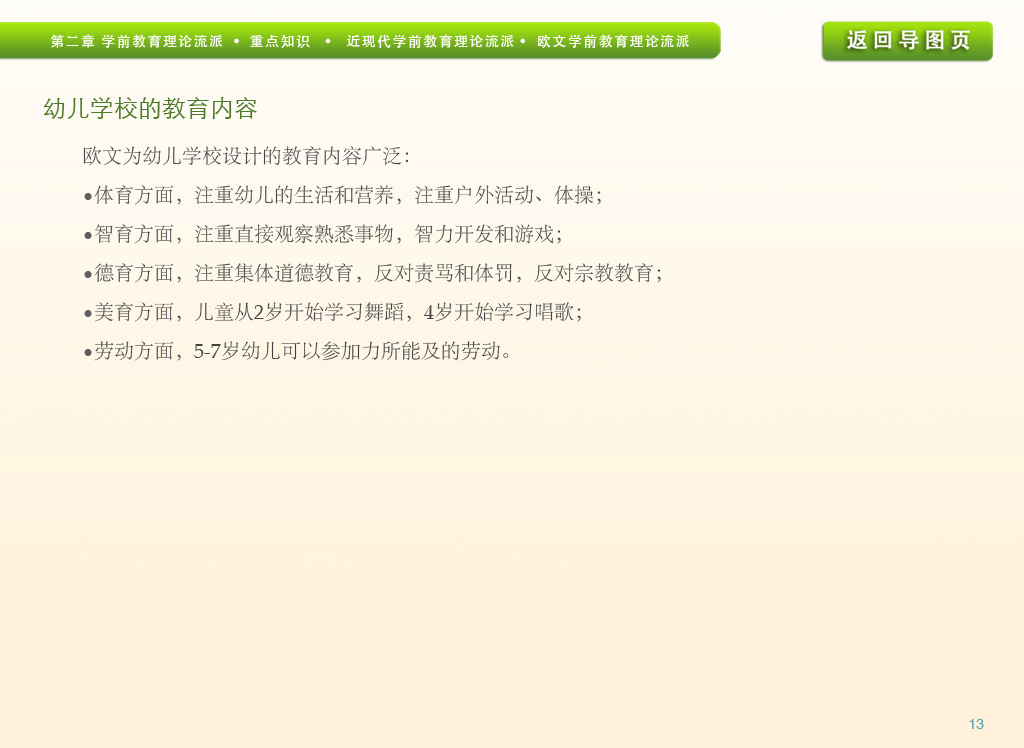 第二章 学前教育理论流派 • 重点知识 • 近现代学前教育理论流派 • 欧文学前教育理论流派
返回导图页
幼儿学校的教育内容
欧文为幼儿学校设计的教育内容广泛：
●体育方面，注重幼儿的生活和营养，注重户外活动、体操；
●智育方面，注重直接观察熟悉事物，智力开发和游戏；
●德育方面，注重集体道德教育，反对责骂和体罚，反对宗教教育；
●美育方面，儿童从2岁开始学习舞蹈，4岁开始学习唱歌；
●劳动方面，5-7岁幼儿可以参加力所能及的劳动。
13